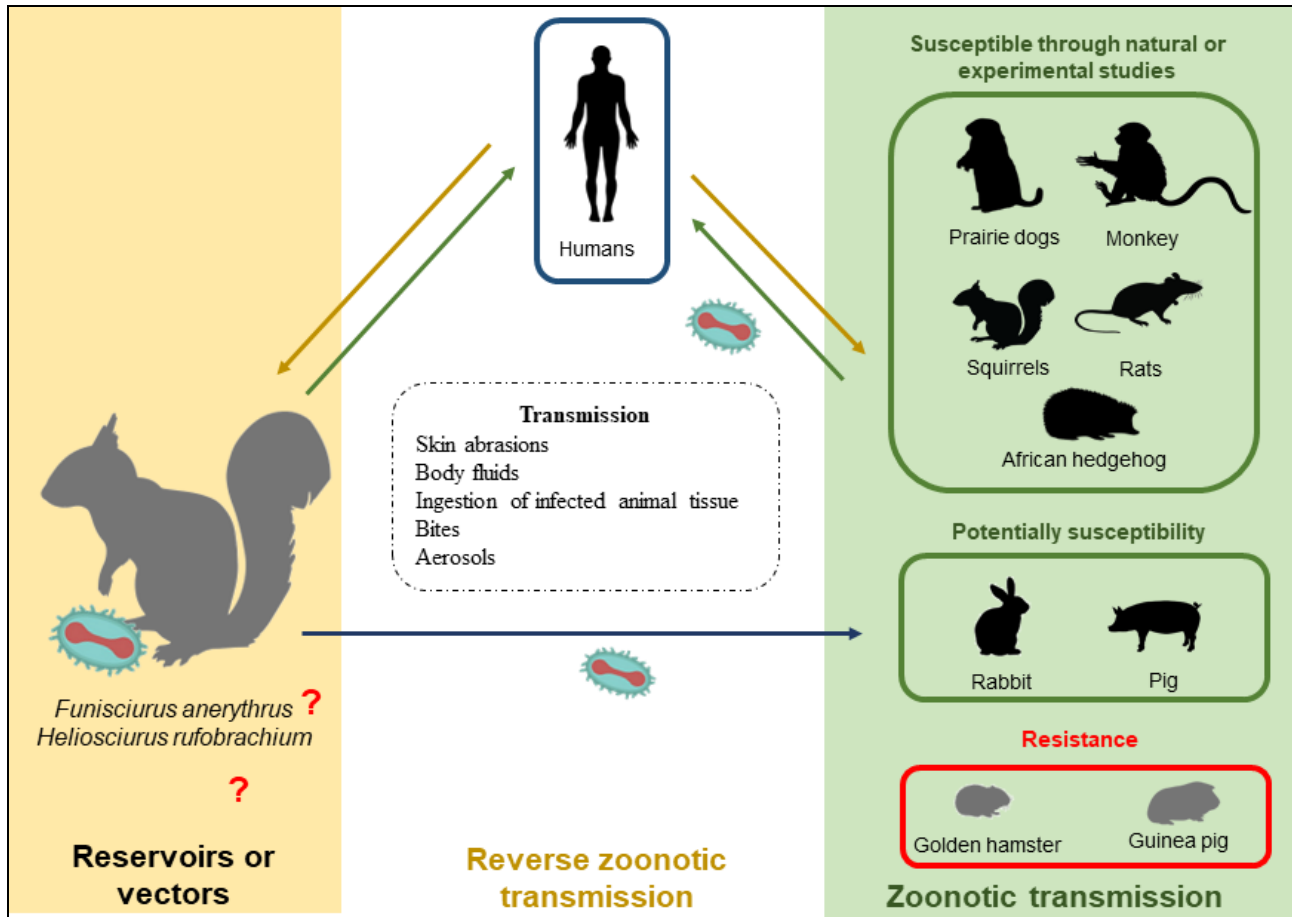 Susceptible through natural or
experimental studies
Prairie dogs
Monkey
Humans
Squirrels
Rats
African hedgehog
Transmission
Skin abrasions
Body fluids
Ingestion of infected animal tissue
Bites
Aerosols
Potentially susceptibility
Rabbit
Pig
Funisciurus anerythrus ?
Heliosciurus rufobrachium
?
Resistance
Golden hamster
Guinea pig
Reservoirs or
vectors
Reverse zoonotic
transmission
Zoonotic transmission